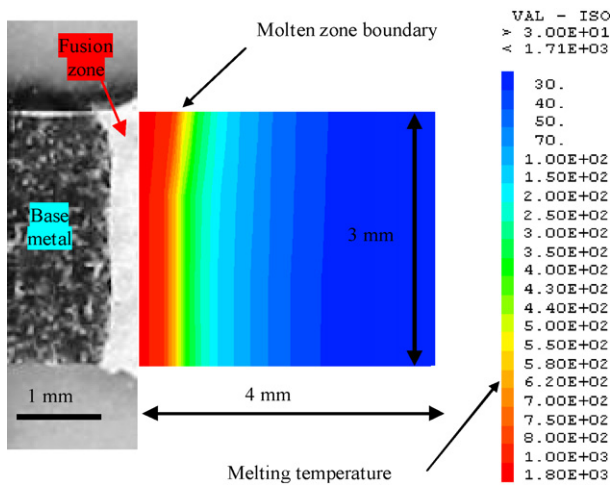 Fusion
zone
Molten zone boundary
Base
metal
3 mm
1 mm
4 mm
Melting temperature
VAL - ISO
> 3.00E+01
< 1.71E+03
30.
40.
50.
70.
1.00E+02
1.50E+02
2.00E+02
2.50E+02
3.00E+02
3.50E+02
4.00E+02
4.30E+02
4.40E+02
5.00E+02
5.50E+02
5.80E+02
6.20E+02
7.00E+02
7.50E+02
8.00E+02
1.00E+03
1.80E+03